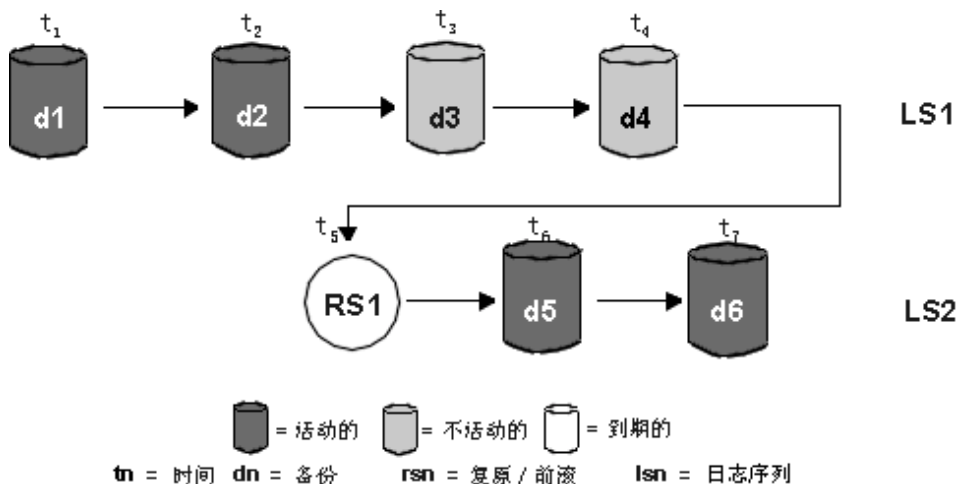 t₁ t₂ t₃ t₄
d1 d2 d3 d4 LS1
t₅ t₆ t₇
RS1 d5 d6 LS2
= 活动的 = 不活动的 = 到期的
tn = 时间 dn = 备份 rsn = 复原 / 前滚 lsn = 日志序列